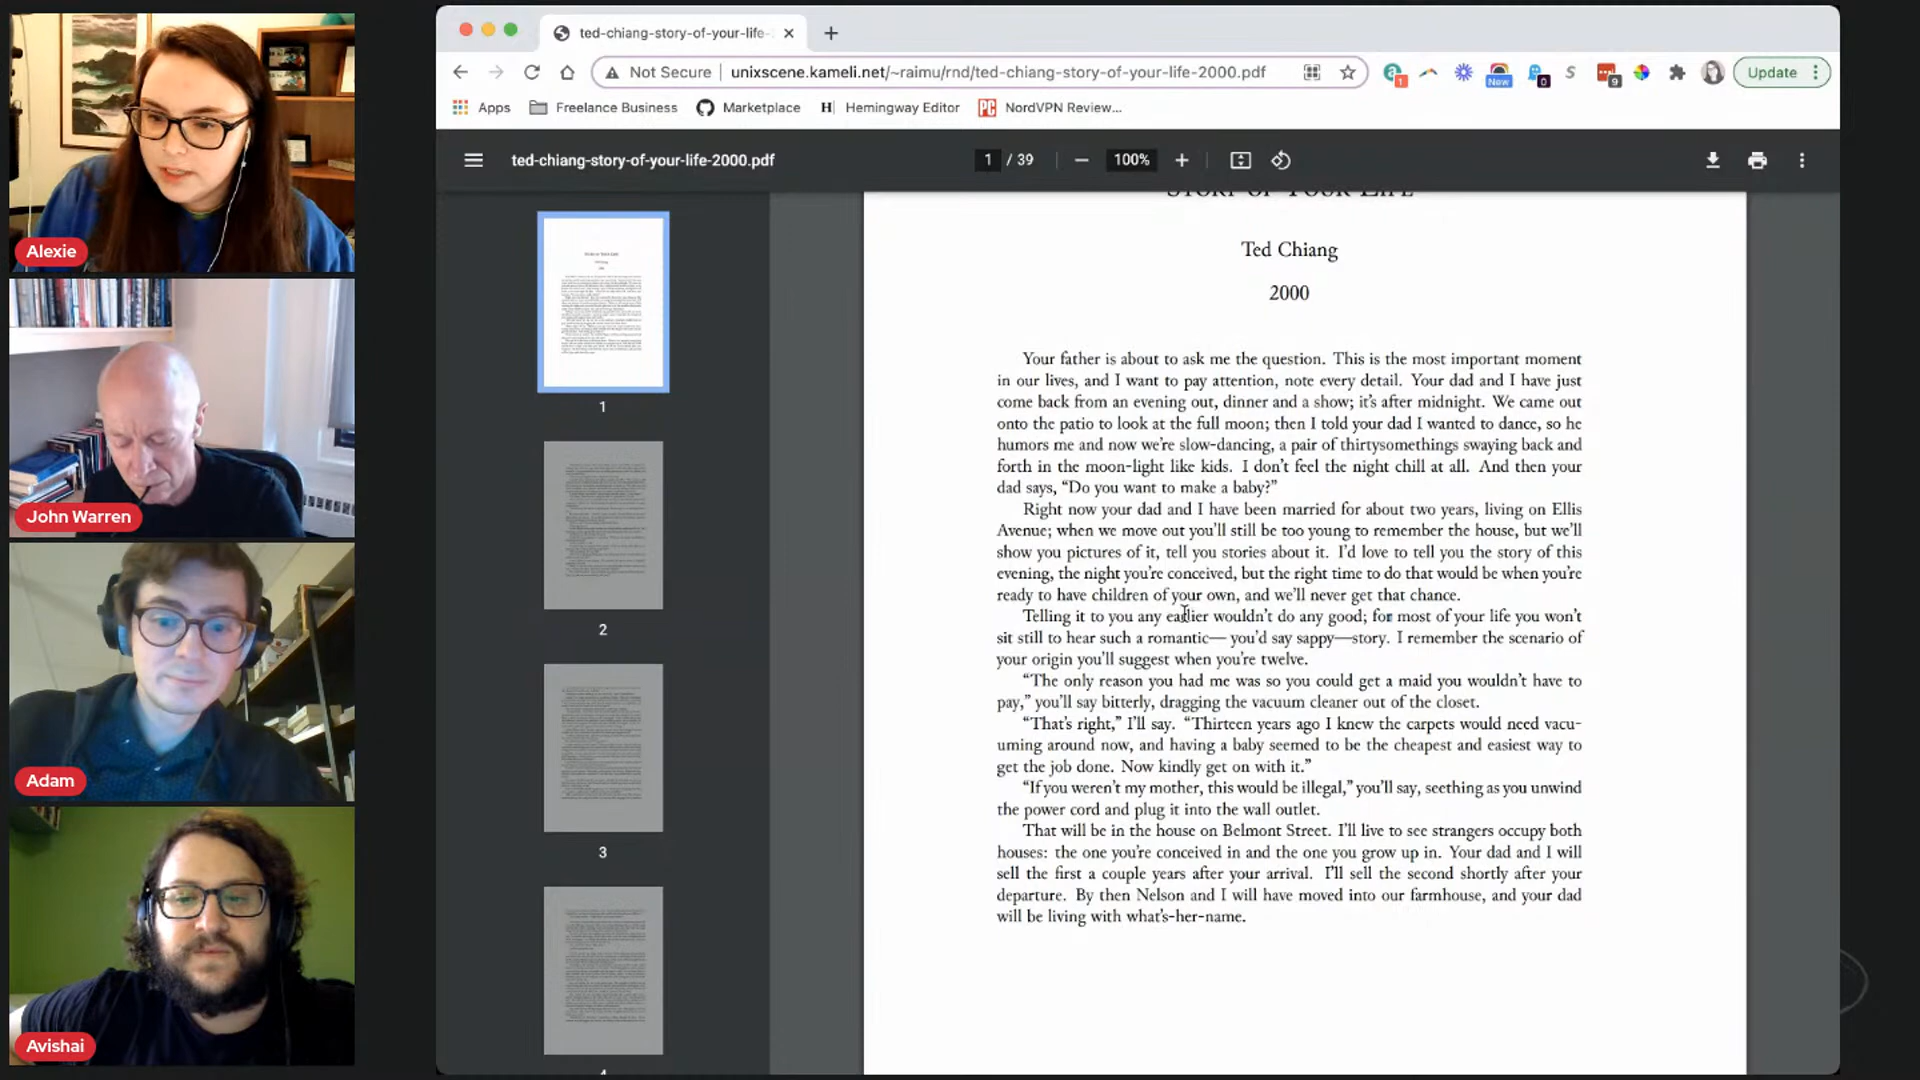 Alexie
John Warren
Adam
Avishai
ted-chiang-story-of-your-life-
Not Secure
unixscene.kameli.net/~raimu/rnd/ted-chiang-story-of-your-life-2000.pdf
1
New
0
9
Update
Apps
Freelance Business
Marketplace
H Hemingway Editor
PC NordVPN Review...
ted-chiang-story-of-your-life-2000.pdf
1 / 39
100%
1
2
3
STORY OF YOUR LIFE
Ted Chiang
2000
Your father is about to ask me the question. This is the most important moment
in our lives, and I want to pay attention, note every detail. Your dad and I have just
come back from an evening out, dinner and a show; it's after midnight. We came out
onto the patio to look at the full moon; then I told your dad I wanted to dance, so he
humors me and now we're slow-dancing, a pair of thirtysomethings swaying back and
forth in the moon-light like kids. I don't feel the night chill at all. And then your
dad says, “Do you want to make a baby?”
Right now your dad and I have been married for about two years, living on Ellis
Avenue; when we move out you'll still be too young to remember the house, but we'll
show you pictures of it, tell you stories about it. I'd love to tell you the story of this
evening, the night you're conceived, but the right time to do that would be when you're
ready to have children of your own, and we'll never get that chance.
Telling it to you any earlier wouldn't do any good; for most of your life you won't
sit still to hear such a romantic— you'd say sappy—story. I remember the scenario of
your origin you'll suggest when you're twelve.
“The only reason you had me was so you could get a maid you wouldn't have to
pay,” you'll say bitterly, dragging the vacuum cleaner out of the closet.
“That's right,” I'll say. “Thirteen years ago I knew the carpets would need vacu-
uming around now, and having a baby seemed to be the cheapest and easiest way to
get the job done. Now kindly get on with it.”
“If you weren't my mother, this would be illegal,” you'll say, seething as you unwind
the power cord and plug it into the wall outlet.
That will be in the house on Belmont Street. I'll live to see strangers occupy both
houses: the one you're conceived in and the one you grow up in. Your dad and I will
sell the first a couple years after your arrival. I'll sell the second shortly after your
departure. By then Nelson and I will have moved into our farmhouse, and your dad
will be living with what's-her-name.